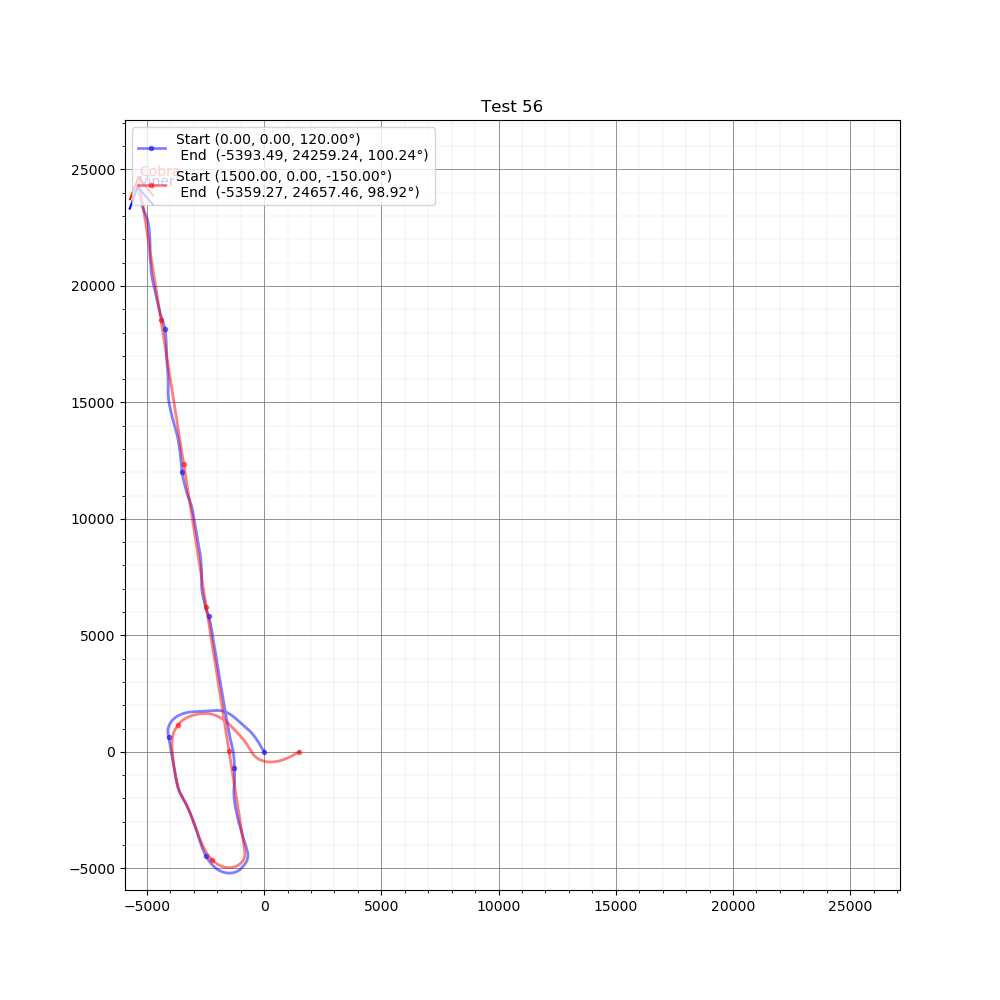 Test 56
Start (0.00, 0.00, 120.00°)
End (-5393.49, 24259.24, 100.24°)
Start (1500.00, 0.00, -150.00°)
End (-5359.27, 24657.46, 98.92°)
Cobra
Viper
25000
20000
15000
10000
5000
0
−5000
−5000 0 5000 10000 15000 20000 25000